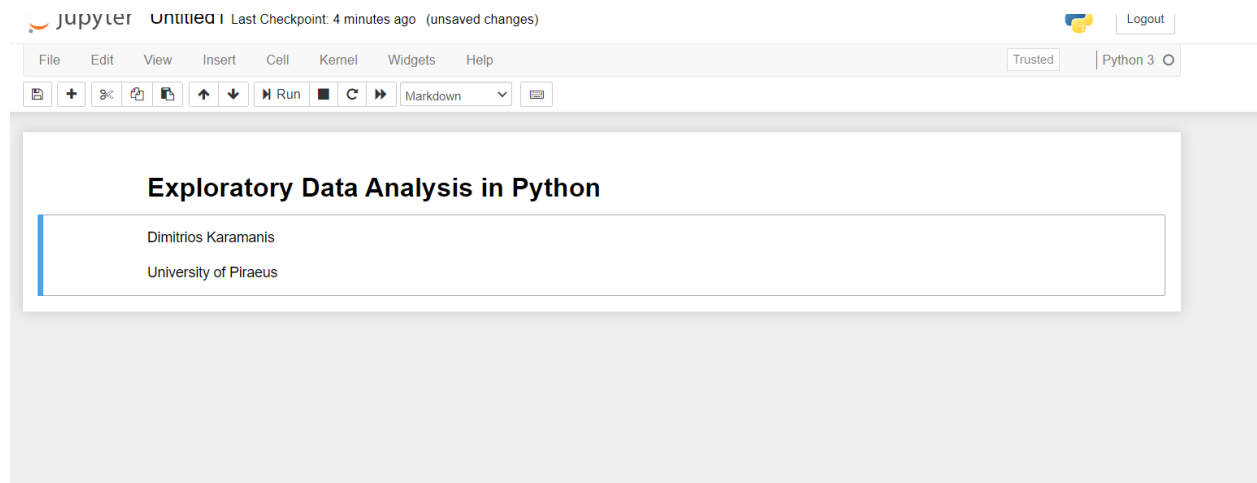 jupyter Untitled1 Last Checkpoint: 4 minutes ago (unsaved changes) Logout
File Edit View Insert Cell Kernel Widgets Help Trusted Python 3
Run Markdown
Exploratory Data Analysis in Python
Dimitrios Karamanis
University of Piraeus